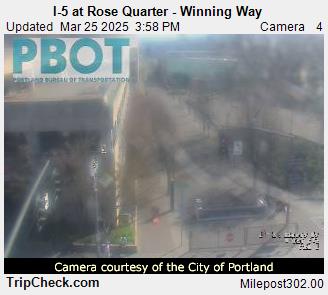 I-5 at Rose Quarter - Winning Way
Updated Mar 25 2025 3:58 PM Camera 4
PBOT
PORTLAND BUREAU OF TRANSPORTATION
Camera courtesy of the City of Portland
TripCheck.com Milepost302.00